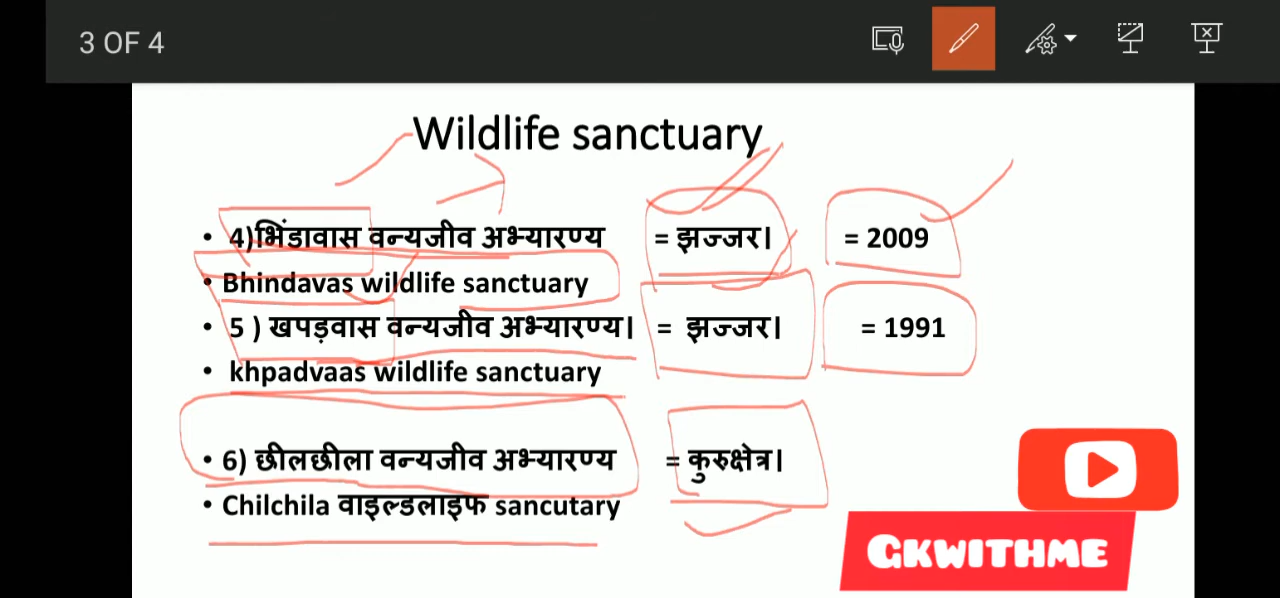 3 OF 4
Wildlife sanctuary
• 4)भिंडावास वन्यजीव अभ्यारण्य = झज्जर। = 2009
• Bhindavas wildlife sanctuary
• 5 ) खपड़वास वन्यजीव अभ्यारण्य। = झज्जर। = 1991
• khpadvaas wildlife sanctuary
• 6) छीलछीला वन्यजीव अभ्यारण्य = कुरुक्षेत्र।
• Chilchila वाइल्डलाइफ sancutary
GKWITHME